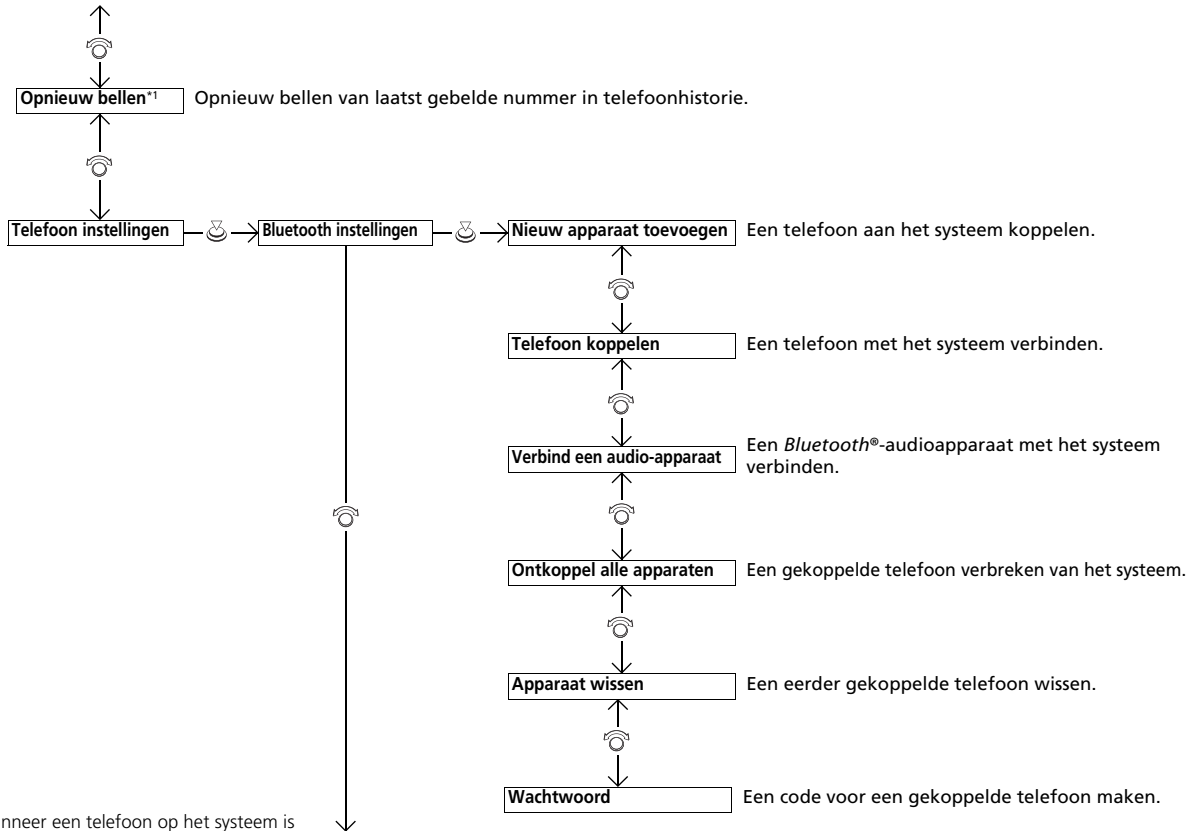 Opnieuw bellen*1 Opnieuw bellen van laatst gebelde nummer in telefoonhistorie.
Telefoon instellingen Bluetooth instellingen Nieuw apparaat toevoegen Een telefoon aan het systeem koppelen.
Telefoon koppelen Een telefoon met het systeem verbinden.
Verbind een audio-apparaat Een Bluetooth®-audioapparaat met het systeem
verbinden.
Ontkoppel alle apparaten Een gekoppelde telefoon verbreken van het systeem.
Apparaat wissen Een eerder gekoppelde telefoon wissen.
Wachtwoord Een code voor een gekoppelde telefoon maken.
een telefoon op het systeem is